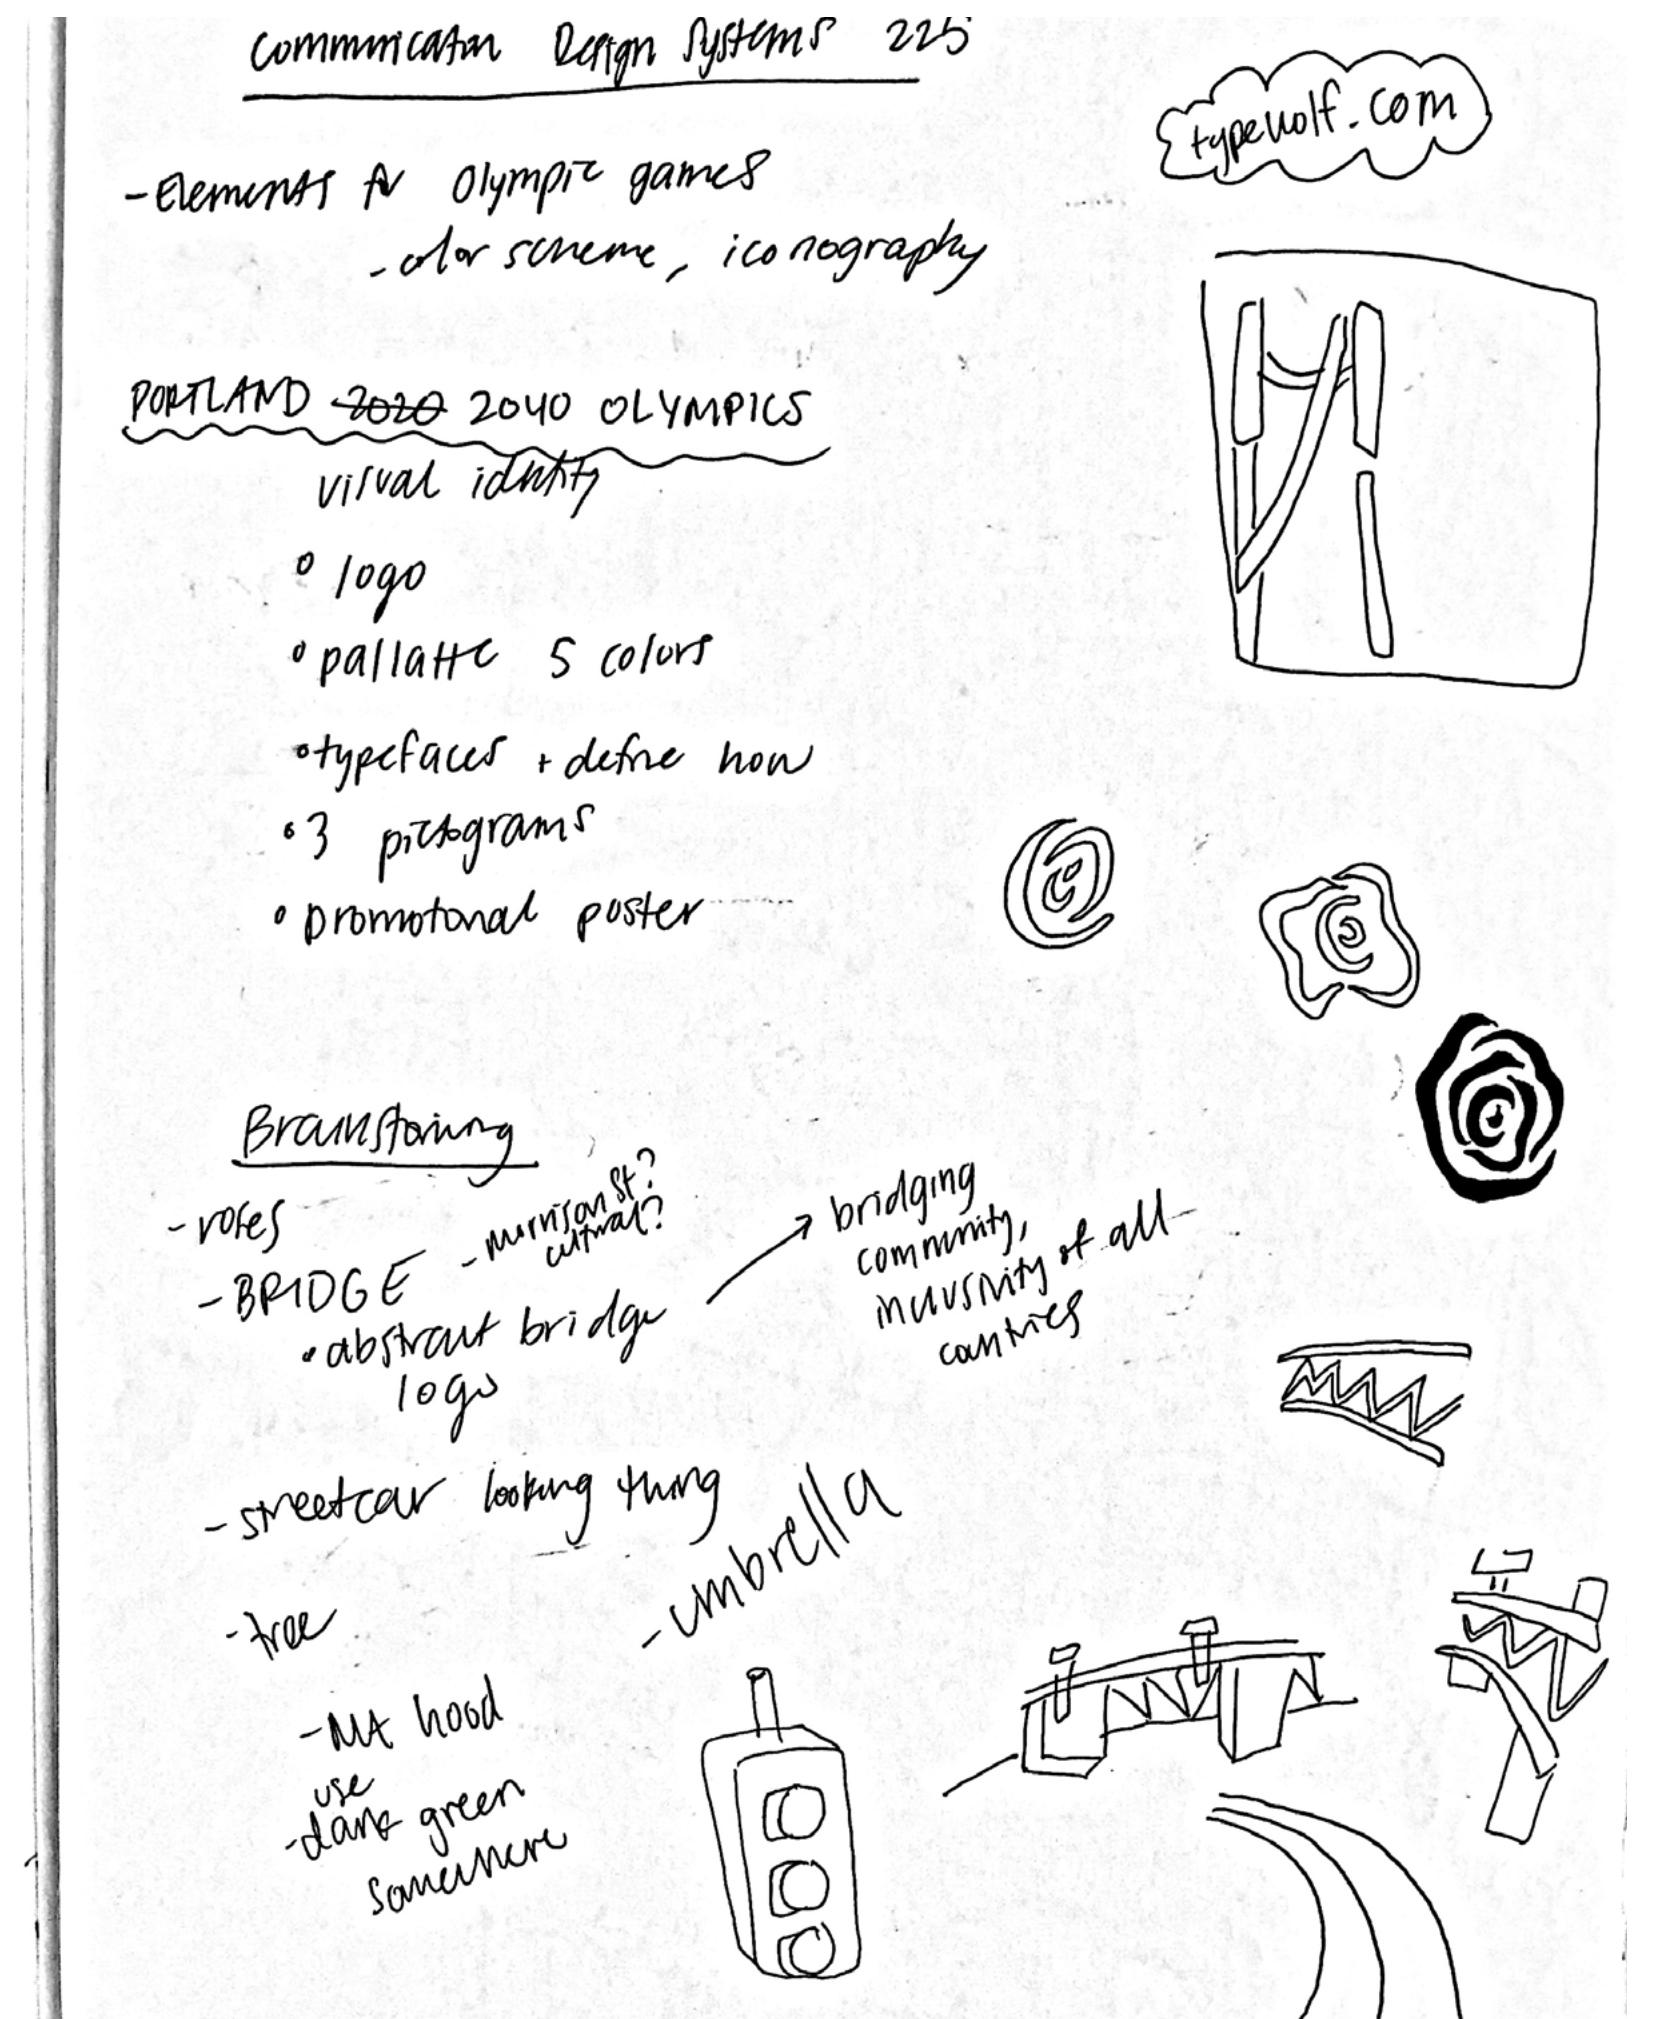 Communication Design Systems 225
typewolf.com
- Elements for Olympic games
- color scheme, iconography
PORTLAND 2020 2040 OLYMPICS
visual identity
° logo
° pallatte 5 colors
° typefaces + define how
° 3 pictograms
° promotonal poster
Brainstorming
- roses
- BRIDGE
- Morrison St?
cultural?
• abstract bridge
logo
bridging
community,
inclusivity of all
countries
- streetcar looking thing
- umbrella
- tree
- Mt hood
use
- dark green
somewhere